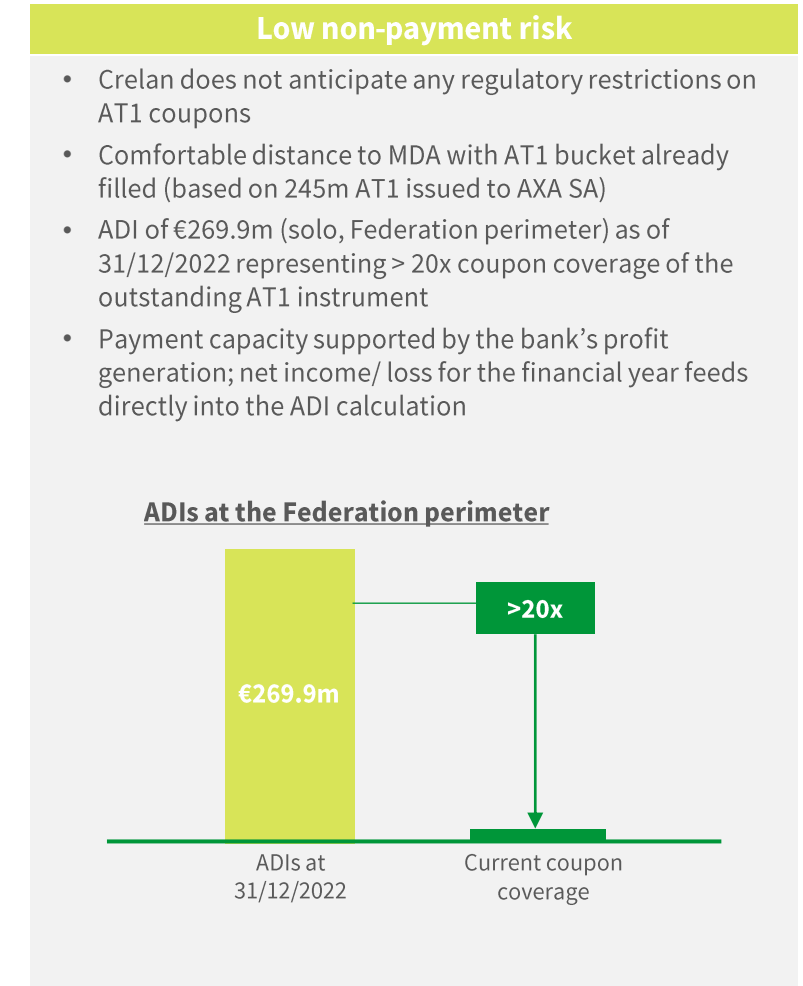 Low non-payment risk
• Crelan does not anticipate any regulatory restrictions on
AT1 coupons
• Comfortable distance to MDA with AT1 bucket already
filled (based on 245m AT1 issued to AXA SA)
• ADI of €269.9m (solo, Federation perimeter) as of
31/12/2022 representing > 20x coupon coverage of the
outstanding AT1 instrument
• Payment capacity supported by the bank’s profit
generation; net income/ loss for the financial year feeds
directly into the ADI calculation
ADIs at the Federation perimeter
>20x
€269.9m
ADIs at
31/12/2022
Current coupon
coverage